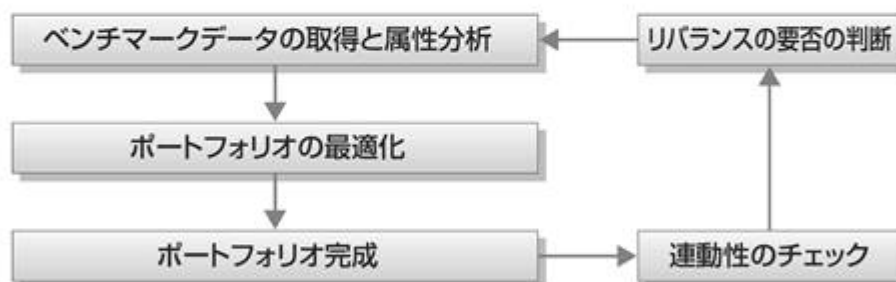 ベンチマークデータの取得と属性分析
リバランスの要否の判断
ポートフォリオの最適化
ポートフォリオ完成
連動性のチェック